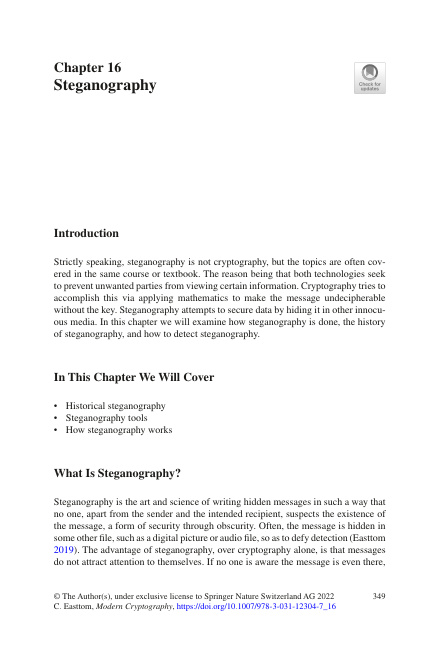 Chapter 16
Steganography
Check for
updates
Introduction
Strictly speaking, steganography is not cryptography, but the topics are often cov-
ered in the same course or textbook. The reason being that both technologies seek
to prevent unwanted parties from viewing certain information. Cryptography tries to
accomplish this via applying mathematics to make the message undecipherable
without the key. Steganography attempts to secure data by hiding it in other innocu-
ous media. In this chapter we will examine how steganography is done, the history
of steganography, and how to detect steganography.
In This Chapter We Will Cover
• Historical steganography
• Steganography tools
• How steganography works
What Is Steganography?
Steganography is the art and science of writing hidden messages in such a way that
no one, apart from the sender and the intended recipient, suspects the existence of
the message, a form of security through obscurity. Often, the message is hidden in
some other file, such as a digital picture or audio file, so as to defy detection (Easttom
2019). The advantage of steganography, over cryptography alone, is that messages
do not attract attention to themselves. If no one is aware the message is even there,
© The Author(s), under exclusive license to Springer Nature Switzerland AG 2022 349
C. Easttom, Modern Cryptography, https://doi.org/10.1007/978-3-031-12304-7_16